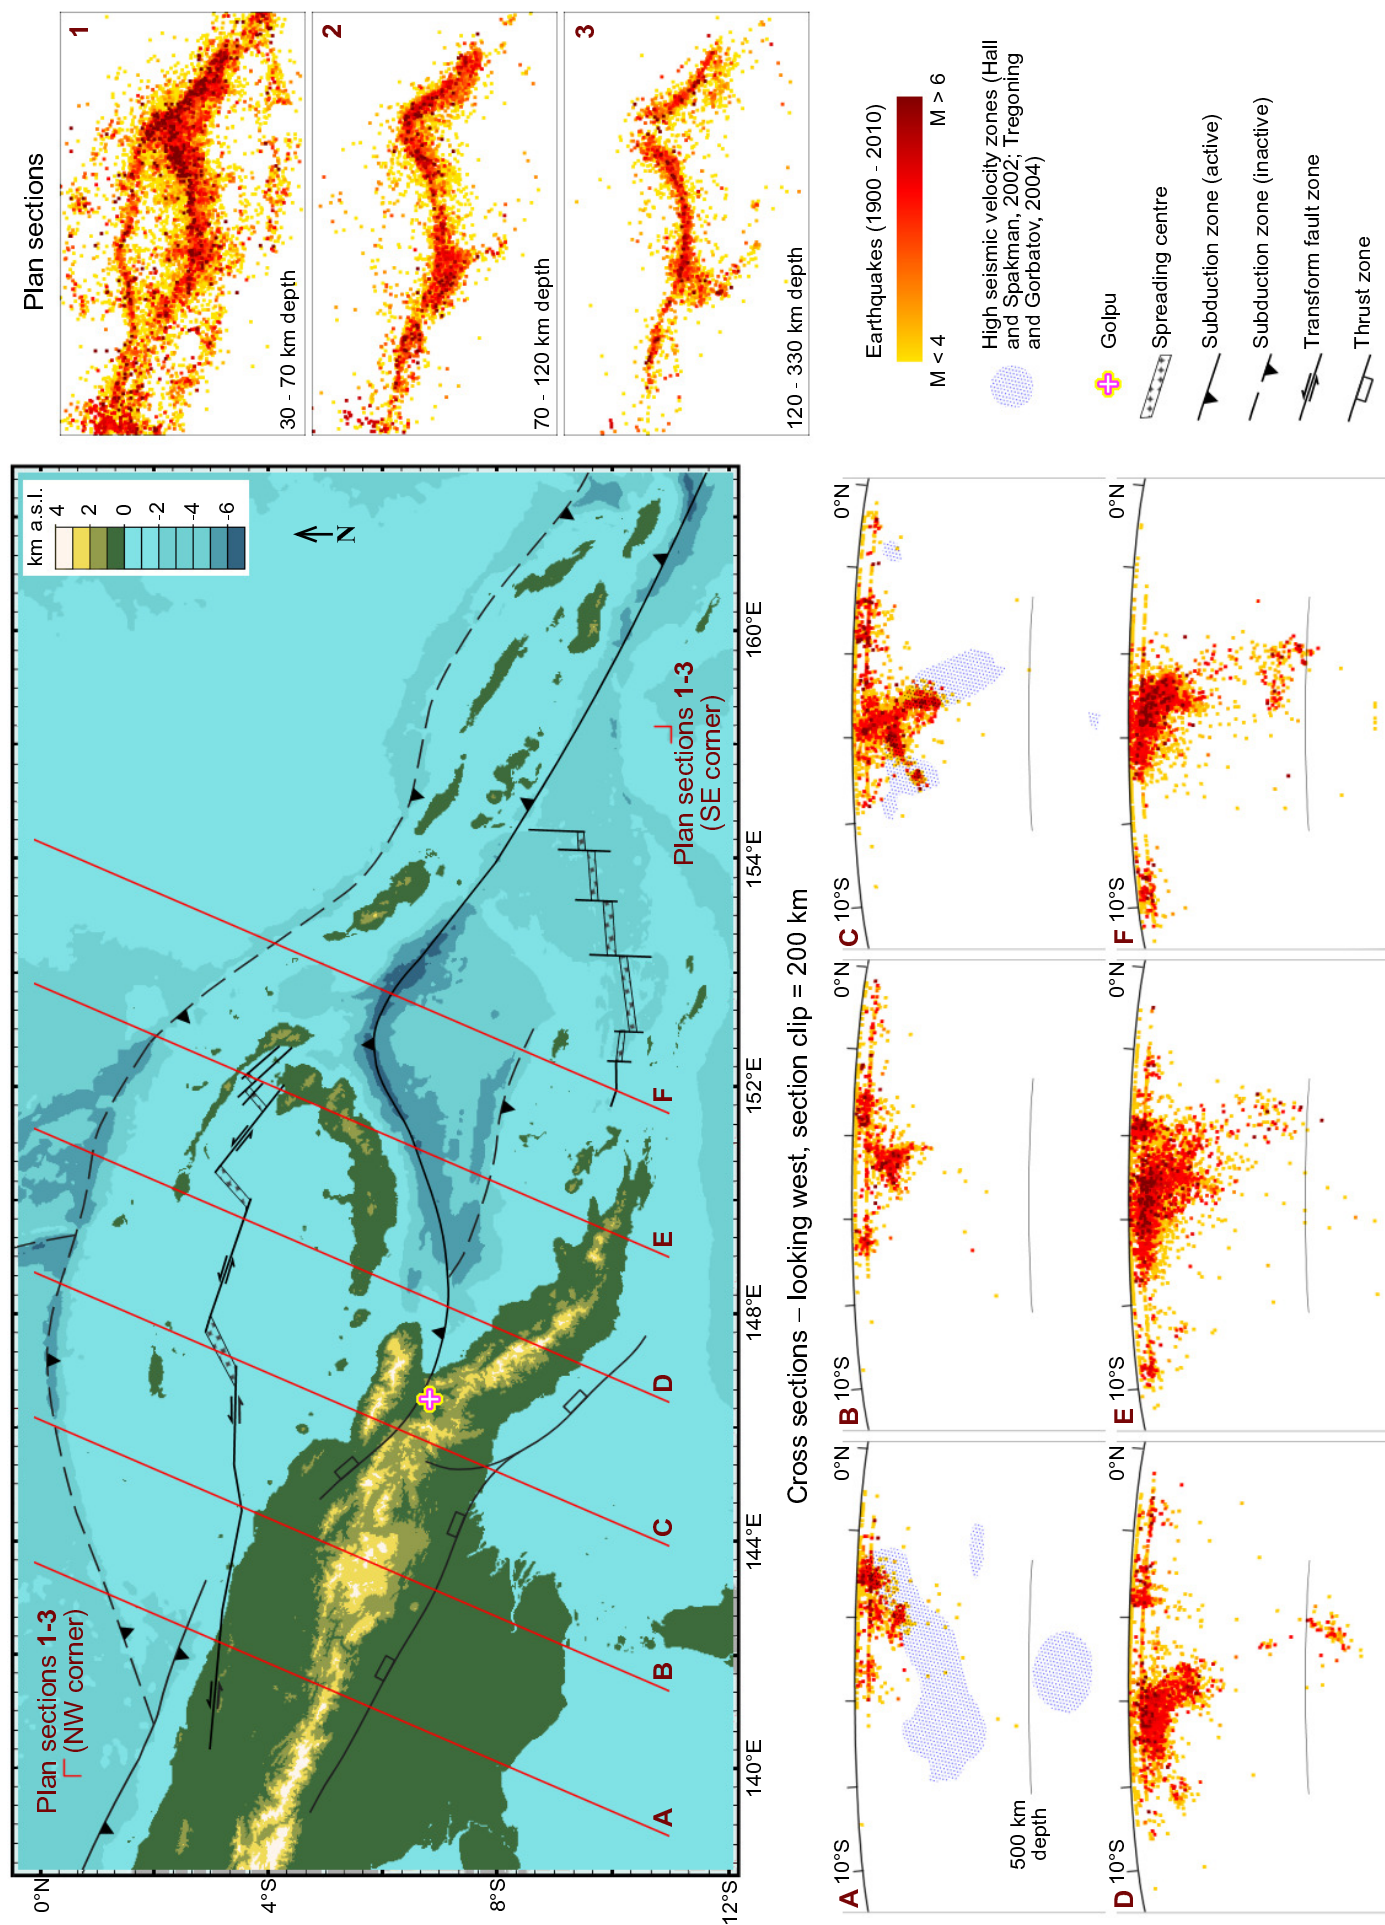 Plan sections 1-3
(NW corner)
Plan sections 1-3
(SE corner)
km a.s.l.
4
2
0
-2
-4
-6
N
0°N
4°S
8°S
12°S
140°E
144°E
148°E
152°E
154°E
160°E
A
B
C
D
E
F
Plan sections
1
30 - 70 km depth
2
70 - 120 km depth
3
120 - 330 km depth
Cross sections – looking west, section clip = 200 km
A
10°S
0°N
500 km
depth
B
10°S
0°N
C
10°S
0°N
D
10°S
0°N
E
10°S
0°N
F
10°S
0°N
Earthquakes (1900 - 2010)
M < 4
M > 6
High seismic velocity zones (Hall
and Spakman, 2002; Tregoning
and Gorbatov, 2004)
Golpu
Spreading centre
Subduction zone (active)
Subduction zone (inactive)
Transform fault zone
Thrust zone